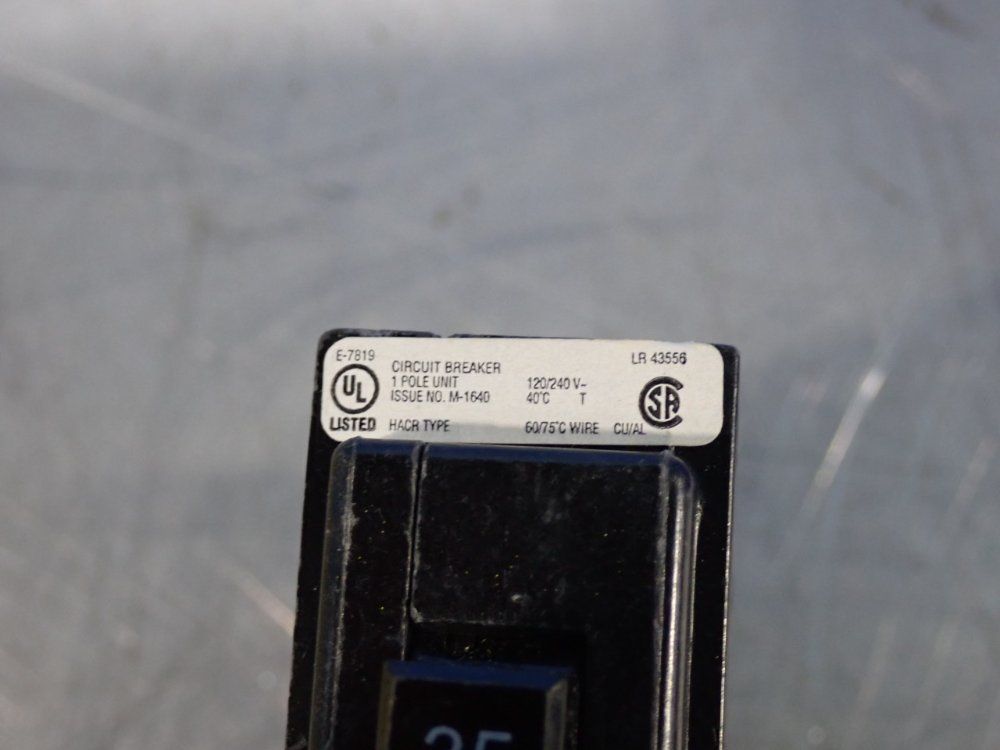 E-7819
UL
LISTED
CIRCUIT BREAKER
1 POLE UNIT
ISSUE NO. M-1640
HACR TYPE
120/240 V~
40°C T
60/75°C WIRE CU/AL
LR 43556
SA